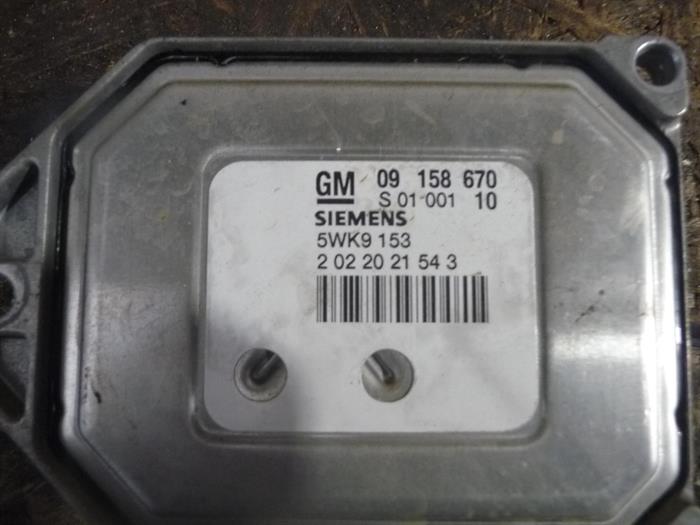 GM 09 158 670
S 01 001 10
SIEMENS
5WK9 153
2 02 20 21 54 3